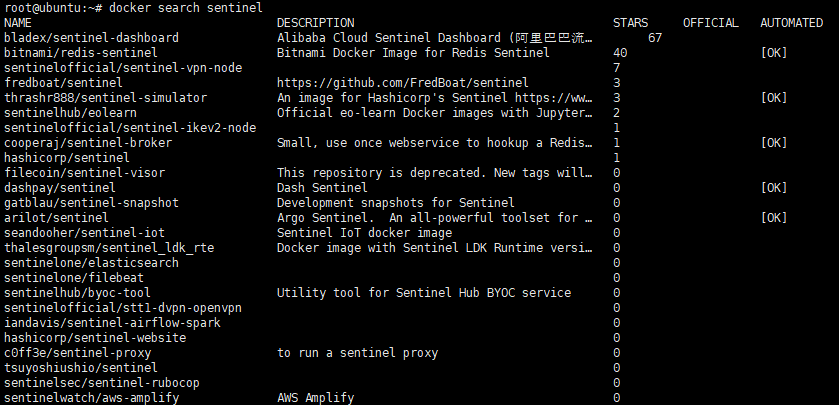 root@ubuntu:~# docker search sentinel
NAME DESCRIPTION STARS OFFICIAL AUTOMATED
bladex/sentinel-dashboard Alibaba Cloud Sentinel Dashboard (阿里巴巴流… 67
bitnami/redis-sentinel Bitnami Docker Image for Redis Sentinel 40 [OK]
sentinelofficial/sentinel-vpn-node 7
fredboat/sentinel https://github.com/FredBoat/sentinel 3
thrashr888/sentinel-simulator An image for Hashicorp's Sentinel https://ww… 3 [OK]
sentinelhub/eolearn Official eo-learn Docker images with Jupyter… 2
sentinelofficial/sentinel-ikev2-node 1
cooperaj/sentinel-broker Small, use once webservice to hookup a Redis… 1 [OK]
hashicorp/sentinel 1
filecoin/sentinel-visor This repository is deprecated. New tags will… 0
dashpay/sentinel Dash Sentinel 0 [OK]
gatblau/sentinel-snapshot Development snapshots for Sentinel 0
arilot/sentinel Argo Sentinel. An all-powerful toolset for … 0 [OK]
seandooher/sentinel-iot Sentinel IoT docker image 0
thalesgroupsm/sentinel_ldk_rte Docker image with Sentinel LDK Runtime versi… 0
sentinelone/elasticsearch 0
sentinelone/filebeat 0
sentinelhub/byoc-tool Utility tool for Sentinel Hub BYOC service 0
sentinelofficial/stt1-dvpn-openvpn 0
iandavis/sentinel-airflow-spark 0
hashicorp/sentinel-website 0
c0ff3e/sentinel-proxy to run a sentinel proxy 0
tsuyoshiushio/sentinel 0
sentinelsec/sentinel-rubocop 0
sentinelwatch/aws-amplify AWS Amplify 0